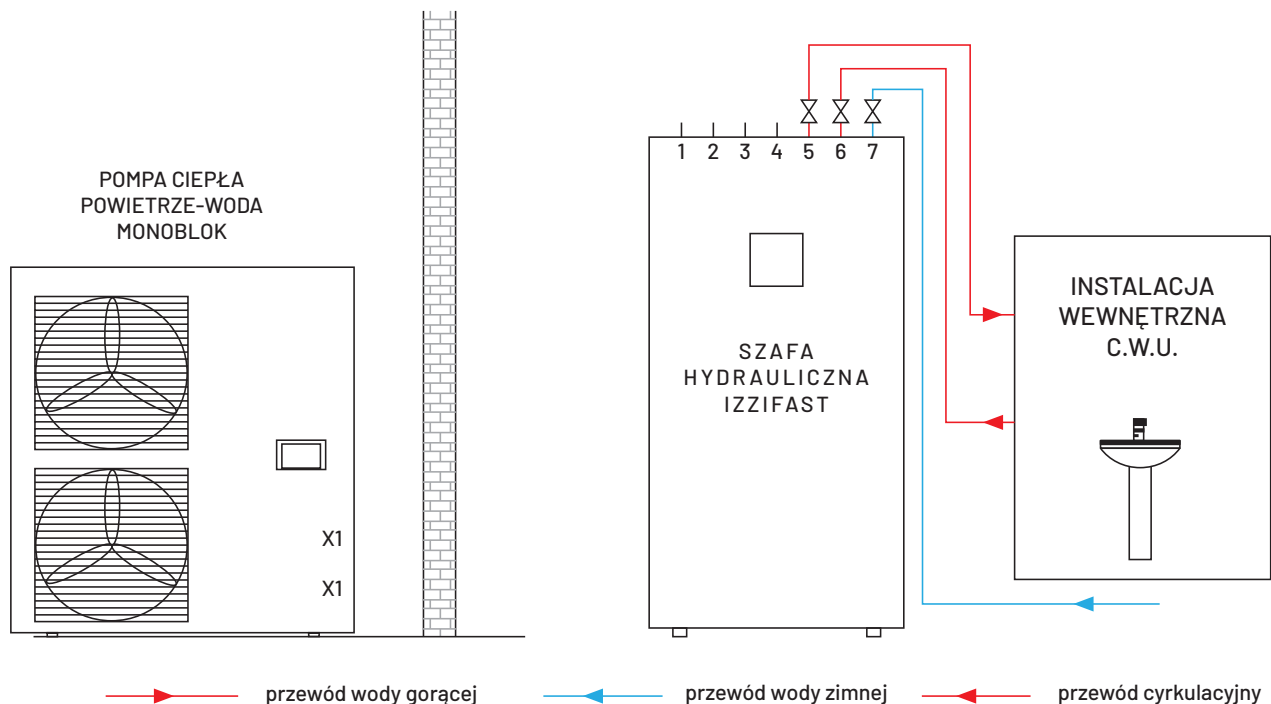 POMPA CIEPŁA
POWIETRZE-WODA
MONOBLOK
X1
X1
1 2 3 4 5 6 7
SZAFA
HYDRAULICZNA
IZZIFAST
INSTALACJA
WEWNĘTRZNA
C.W.U.
przewód wody gorącej
przewód wody zimnej
przewód cyrkulacyjny